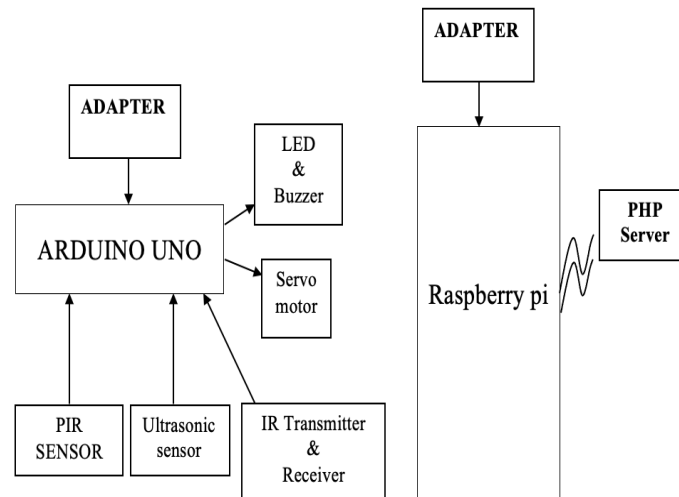 ADAPTER
ADAPTER
LED
&
Buzzer
PHP
Server
ARDUINO UNO
Servo
motor
Raspberry pi
PIR
SENSOR
Ultrasonic
sensor
IR Transmitter
&
Receiver